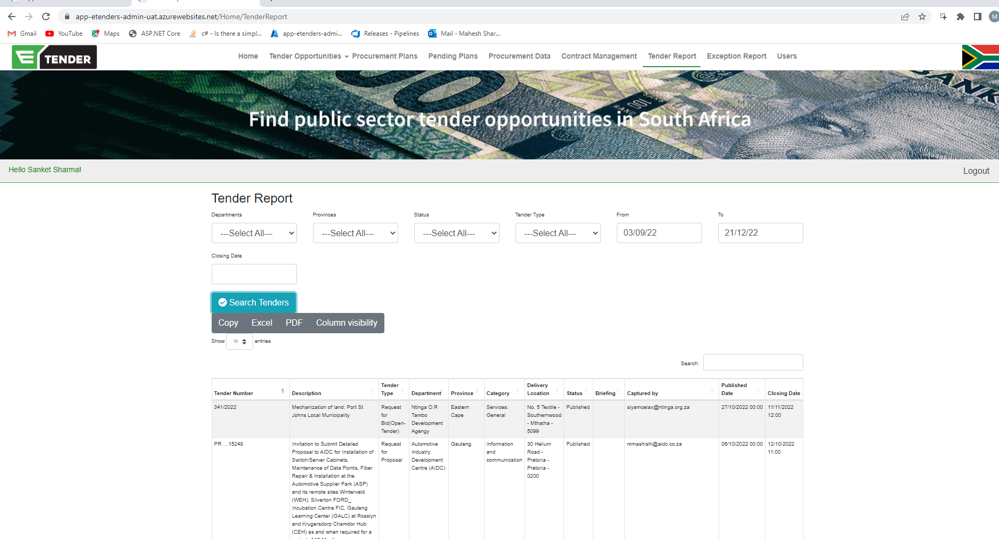 app-etenders-admin-uat.azurewebsites.net/Home/TenderReport
M
Gmail YouTube Maps ASP.NET Core c# - Is there a simpl... app-etenders-admi... Releases - Pipelines Mail - Mahesh Shar...
TENDER
Home Tender Opportunities Procurement Plans Pending Plans Procurement Data Contract Management Tender Report Exception Report Users
Find public sector tender opportunities in South Africa
Hello Sanket Sharma!
Logout
Tender Report
Departments Provinces Status Tender Type From To
---Select All--- ---Select All--- ---Select All--- ---Select All--- 03/09/22 21/12/22
Closing Date
Search Tenders
Copy Excel PDF Column visibility
Show 10 entries
Search:
Tender Number Description Tender Type Department Province Category Delivery Location Status Briefing Captured by Published Date Closing Date
341/2022
Mechanization of land: Port St
Johns Local Municipality
Request
for
Bid(Open-
Tender)
Ntinga O.R
Tambo
Development
Agengy
Eastern
Cape
Services:
General
No. 5 Textile -
Southernwood
- Mthatha -
5099
Published
siyamcelax@ntinga.org.za
27/10/2022 00:00
11/11/2022
12:00
PR ...15248
Invitation to Submit Detailed
Proposal to AIDC for Installation of
Switch/Server Cabinets,
Maintenance of Data Points, Fiber
Repair & Installation at the
Automotive Supplier Park (ASP)
and its remote sites Winterveld
(WEH), Silverton FORD_
Incubation Centre FIC, Gauteng
Learning Center (GALC) at Rosslyn
and Krugersdorp Chamdor Hub
(CEH) as and when required for a
Request
for
Proposal
Automotive
Industry
Development
Centre (AIDC)
Gauteng
Information
and
communication
30 Helium
Road -
Pretoria -
Pretoria -
0200
Published
mmashishi@aidc.co.za
06/10/2022 00:00
12/10/2022
11:00